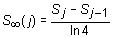 S∞(j) = (Sj − Sj−1) / ln 4